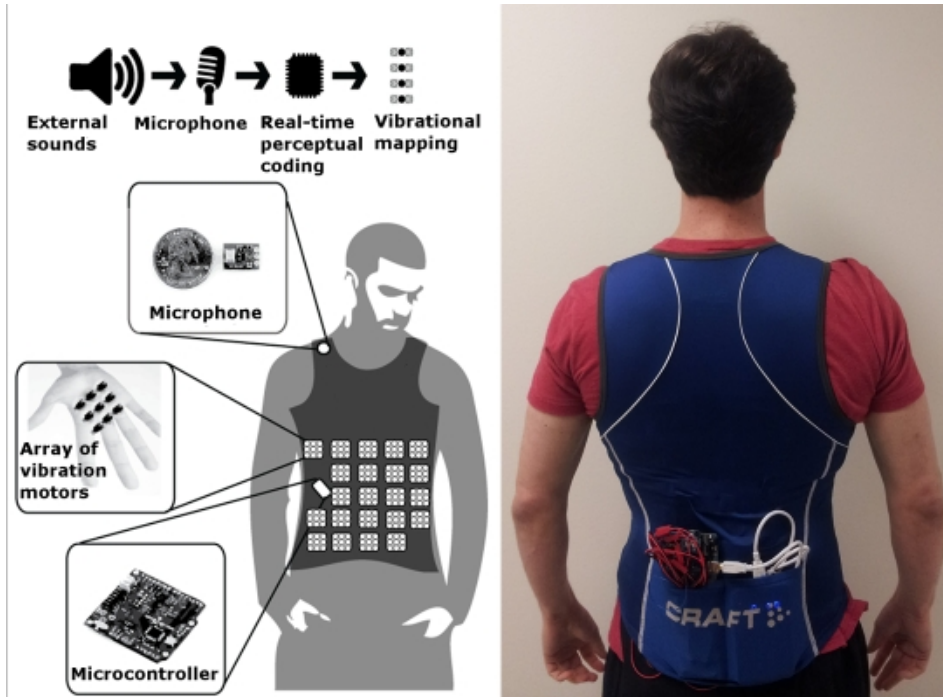 External
sounds
Microphone
Real-time
perceptual
coding
Vibrational
mapping
Microphone
Array of
vibration
motors
Microcontroller
CRAFT